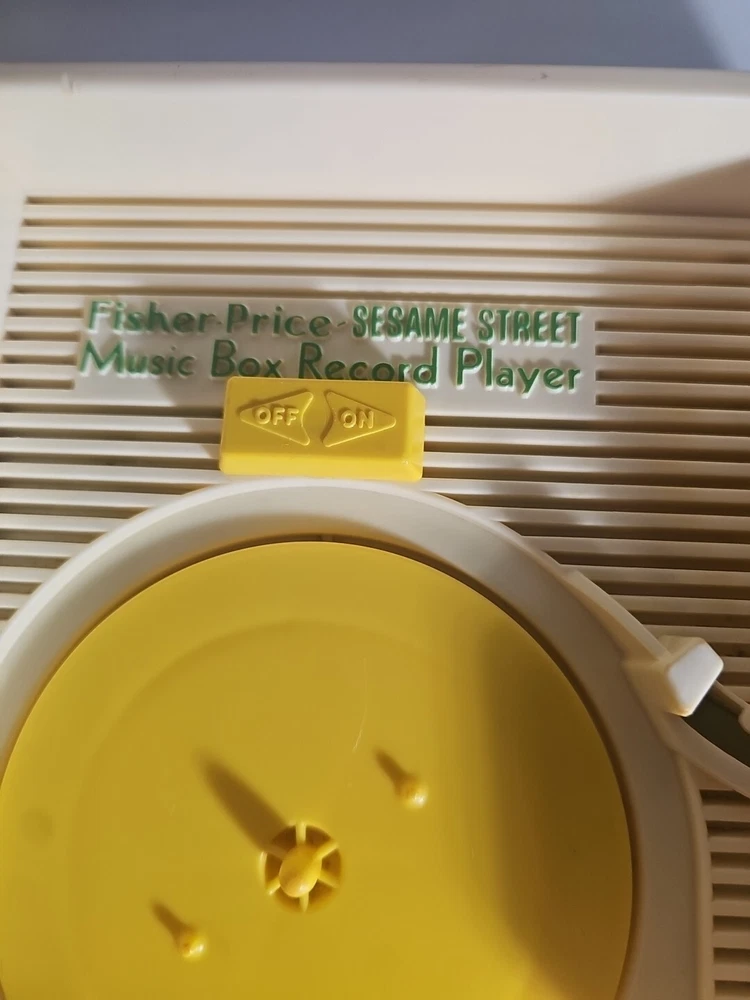 Fisher-Price SESAME STREET
Music Box Record Player
OFF ON